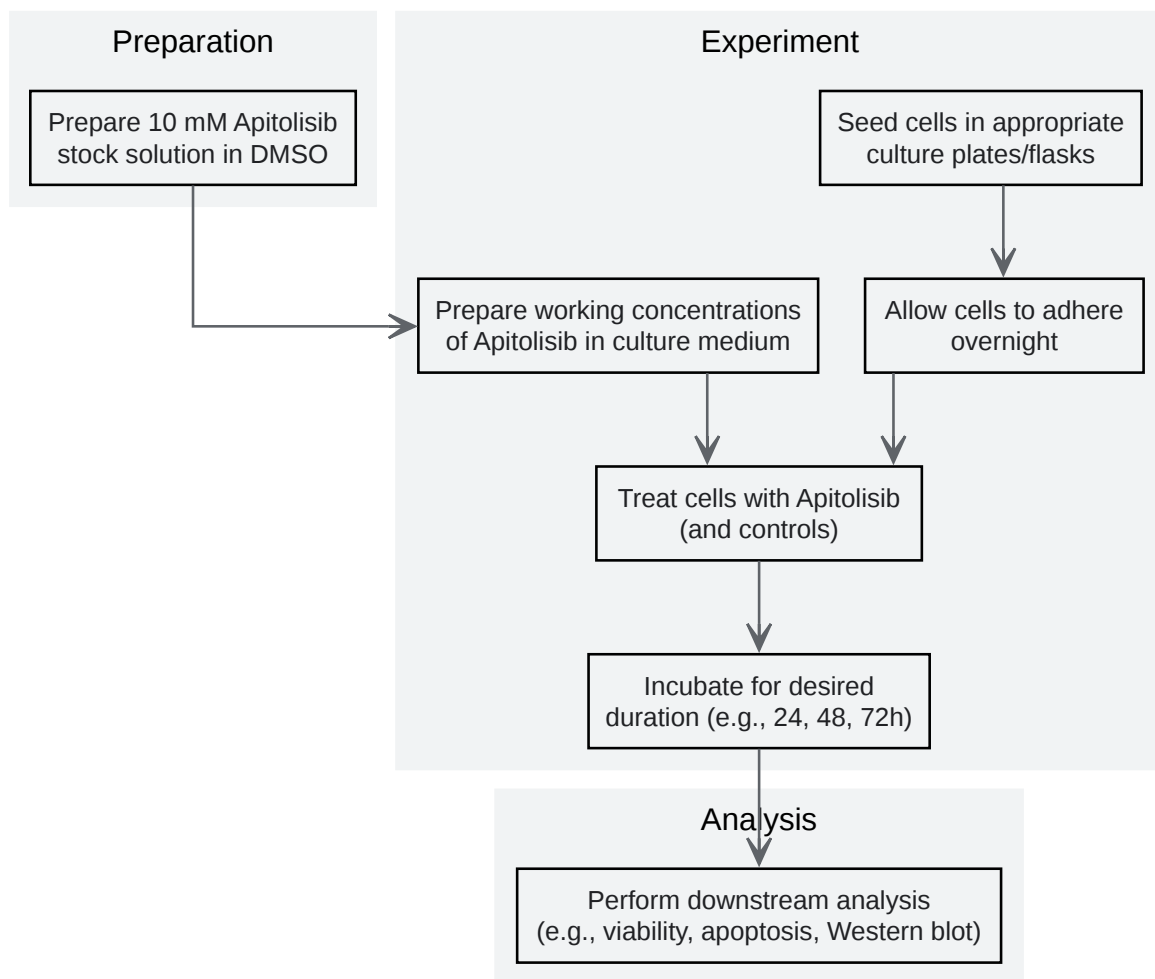 Preparation
Prepare 10 mM Apitolisib
stock solution in DMSO
Experiment
Seed cells in appropriate
culture plates/flasks
Prepare working concentrations
of Apitolisib in culture medium
Allow cells to adhere
overnight
Treat cells with Apitolisib
(and controls)
Incubate for desired
duration (e.g., 24, 48, 72h)
Analysis
Perform downstream analysis
(e.g., viability, apoptosis, Western blot)